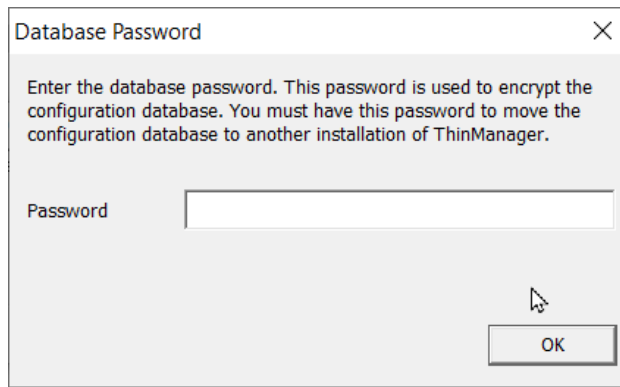 Database Password
Enter the database password. This password is used to encrypt the
configuration database. You must have this password to move the
configuration database to another installation of ThinManager.
Password
OK